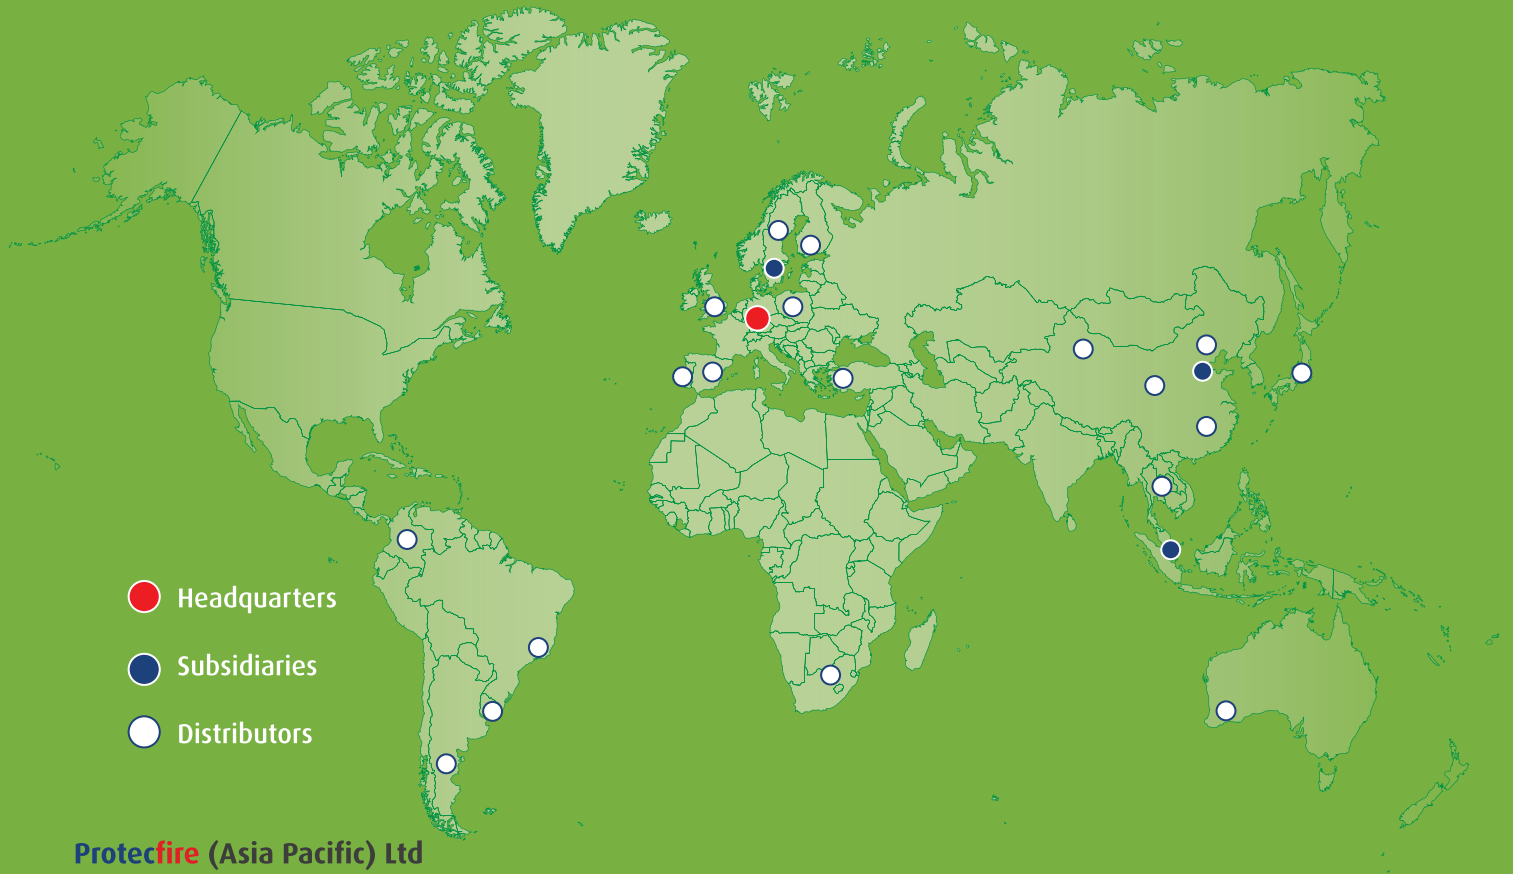 Headquarters
Subsidiaries
Distributors
Protecfire (Asia Pacific) Ltd